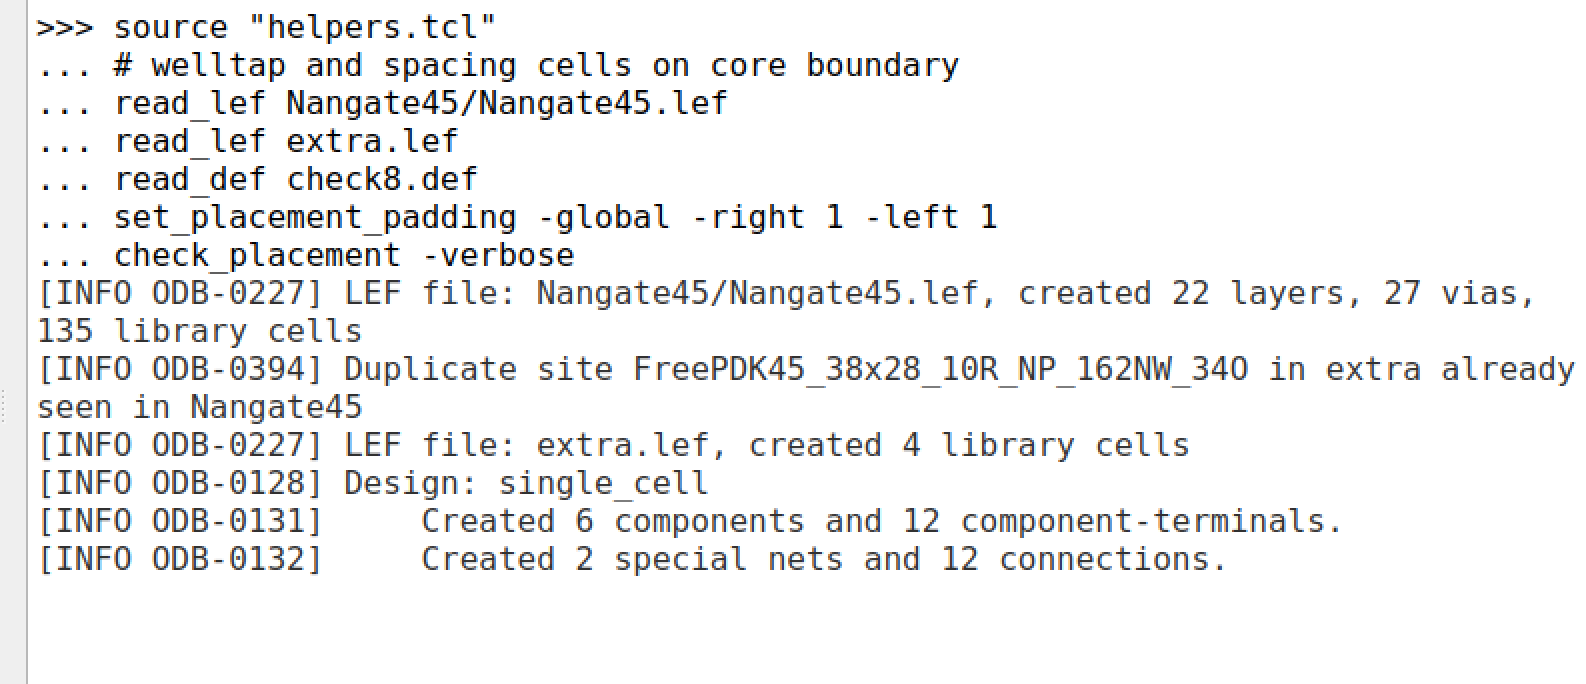 >>> source "helpers.tcl"
... # welltap and spacing cells on core boundary
... read_lef Nangate45/Nangate45.lef
... read_lef extra.lef
... read_def check8.def
... set_placement_padding -global -right 1 -left 1
... check_placement -verbose
[INFO ODB-0227] LEF file: Nangate45/Nangate45.lef, created 22 layers, 27 vias,
135 library cells
[INFO ODB-0394] Duplicate site FreePDK45_38x28_10R_NP_162NW_34O in extra already
seen in Nangate45
[INFO ODB-0227] LEF file: extra.lef, created 4 library cells
[INFO ODB-0128] Design: single_cell
[INFO ODB-0131]     Created 6 components and 12 component-terminals.
[INFO ODB-0132]     Created 2 special nets and 12 connections.